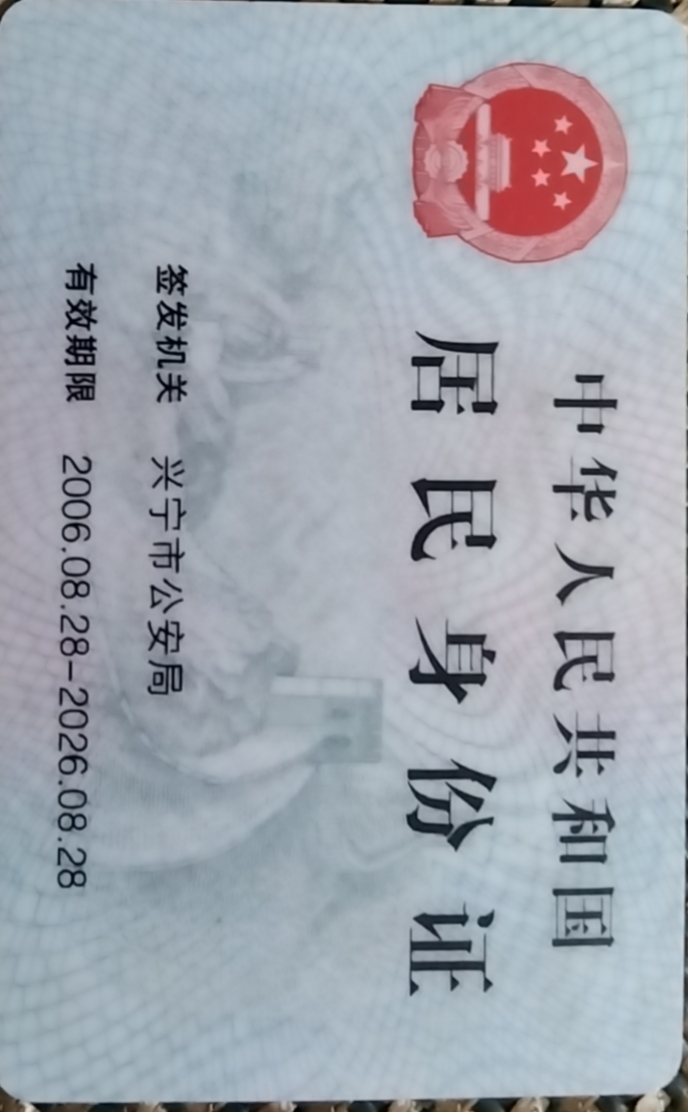 中华人民共和国
居民身份证
签发机关 兴宁市公安局
有效期限 2006.08.28-2026.08.28